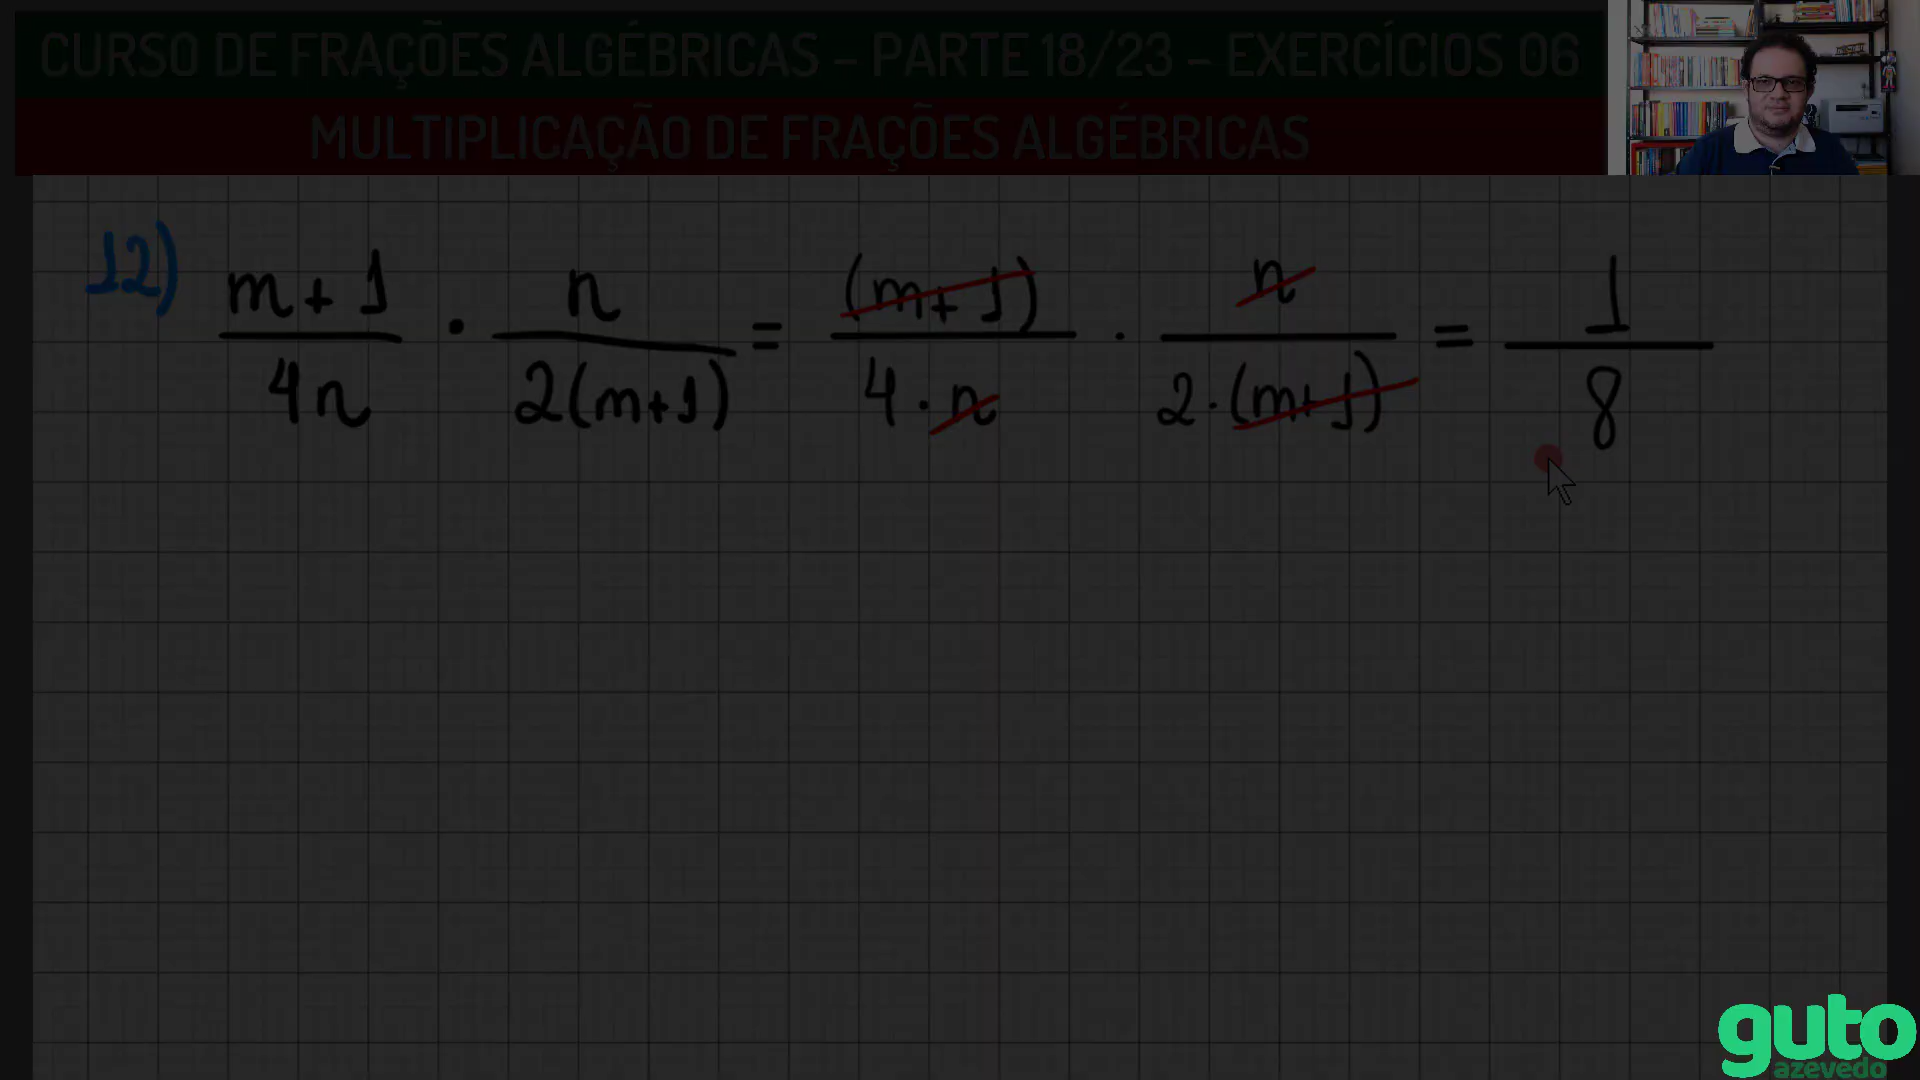 CURSO DE FRAÇÕES ALGÉBRICAS – PARTE 18/23 – EXERCÍCIOS 06
MULTIPLICAÇÃO DE FRAÇÕES ALGÉBRICAS
12) m+1/4n · n/2(m+1) = (m+1)/4·n · n/2·(m+1) = 1/8
guto
azevedo